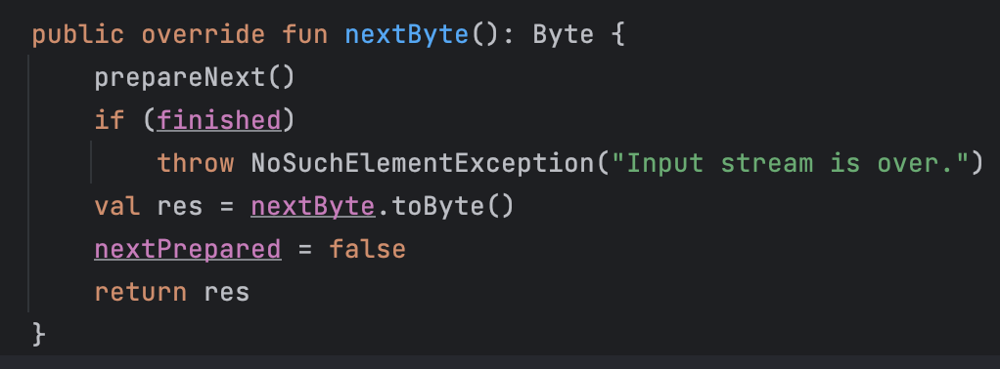 public override fun nextByte(): Byte {
    prepareNext()
    if (finished)
        throw NoSuchElementException("Input stream is over.")
    val res = nextByte.toByte()
    nextPrepared = false
    return res
}